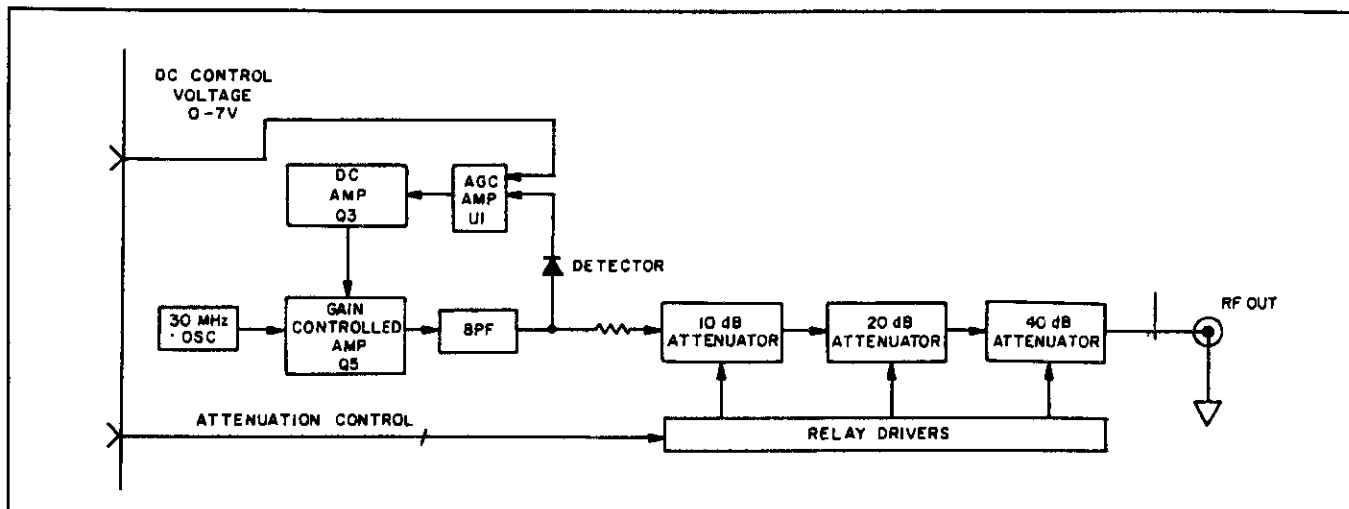 DC CONTROL
VOLTAGE
0-7V
DC
AMP
Q3
AGC
AMP
U1
DETECTOR
30 MHz
OSC
GAIN
CONTROLLED
AMP
Q5
BPF
10 dB
ATTENUATOR
20 dB
ATTENUATOR
40 dB
ATTENUATOR
RF OUT
ATTENUATION CONTROL
RELAY DRIVERS